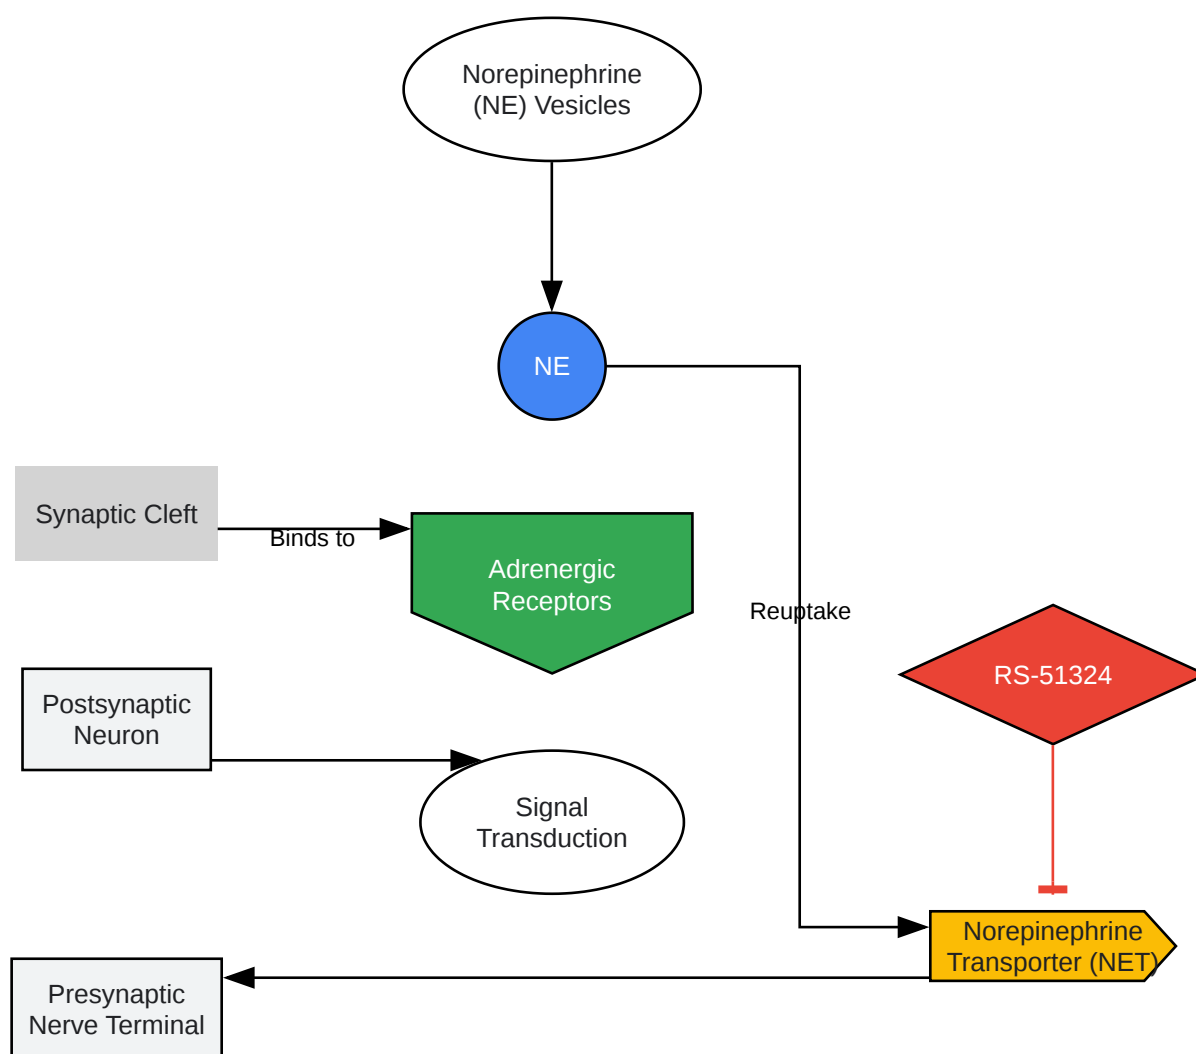 Norepinephrine
(NE) Vesicles
NE
Synaptic Cleft
Binds to
Adrenergic
Receptors
Reuptake
RS-51324
Postsynaptic
Neuron
Signal
Transduction
Norepinephrine
Transporter (NET)
Presynaptic
Nerve Terminal